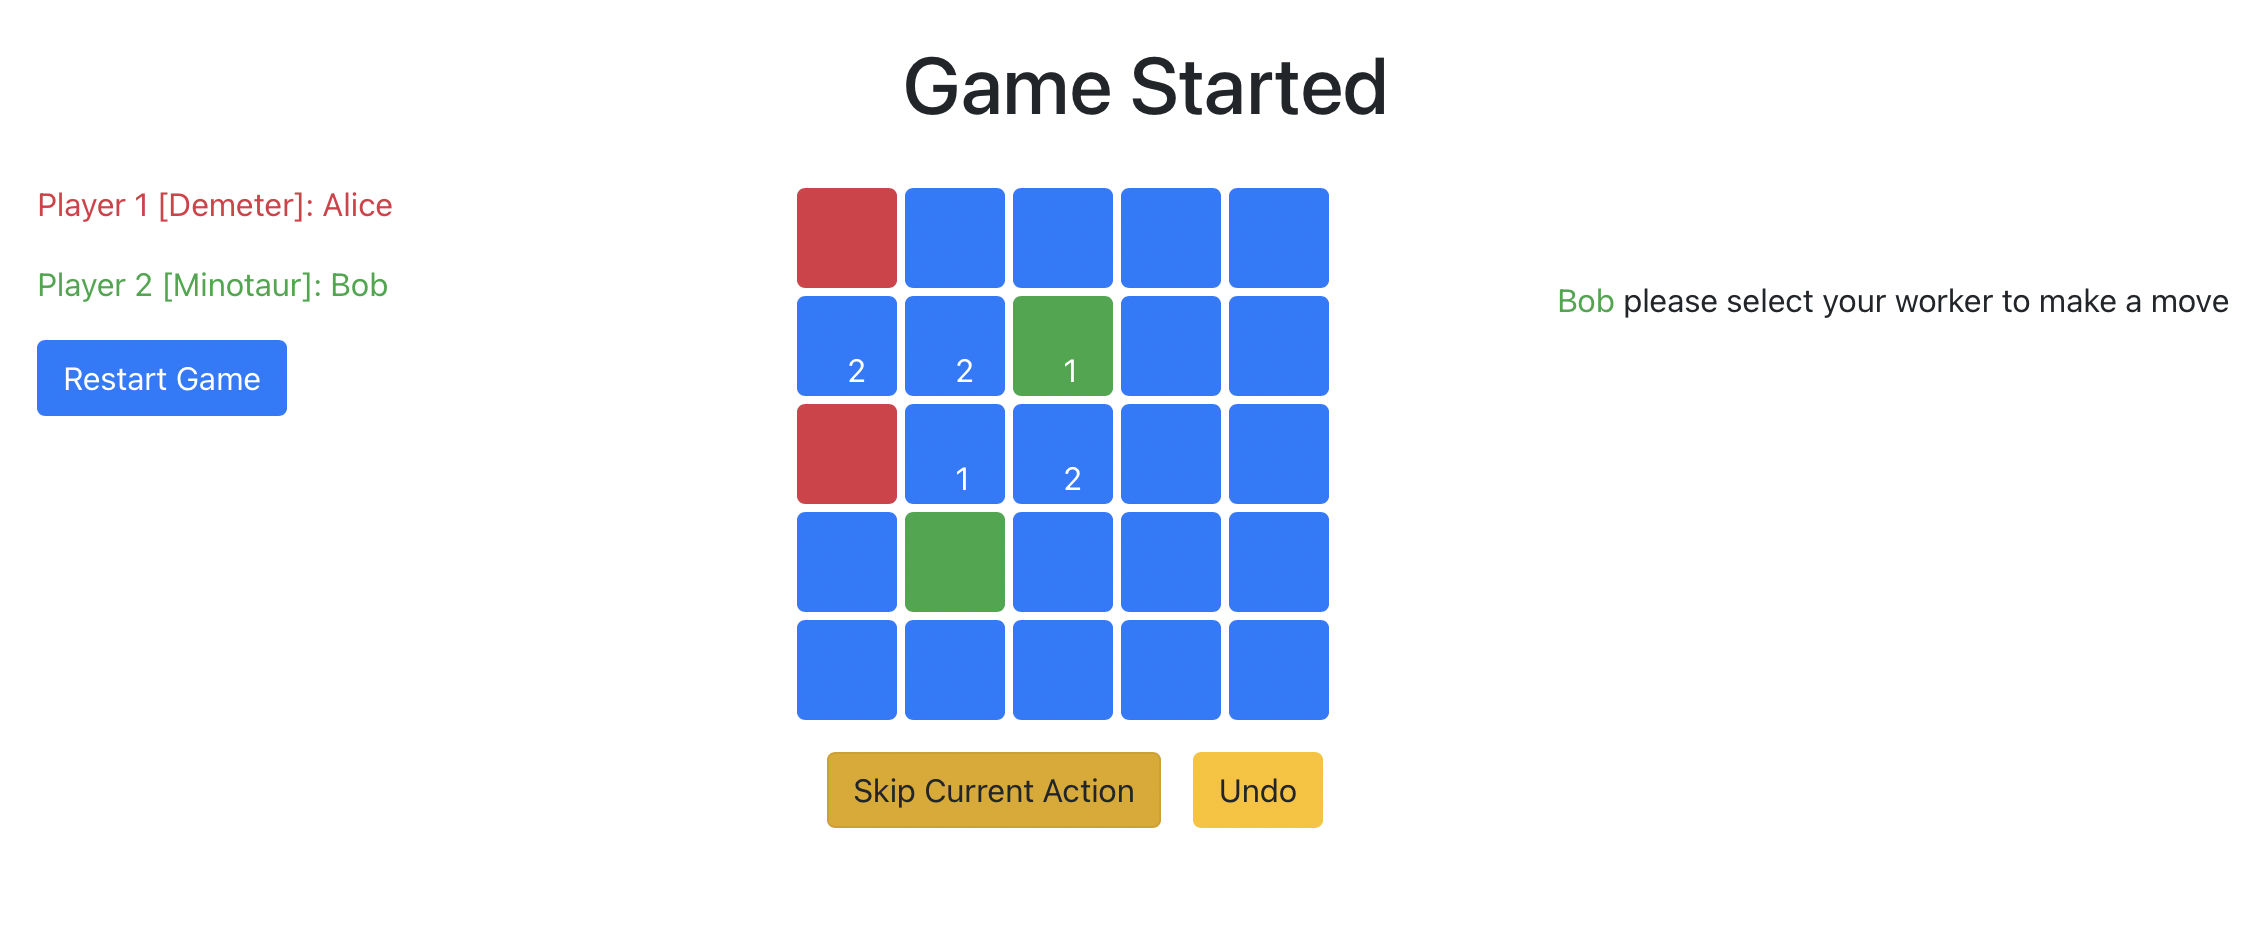 Game Started
Player 1 [Demeter]: Alice
Player 2 [Minotaur]: Bob
Restart Game
2 2 1
1 2
Bob please select your worker to make a move
Skip Current Action Undo